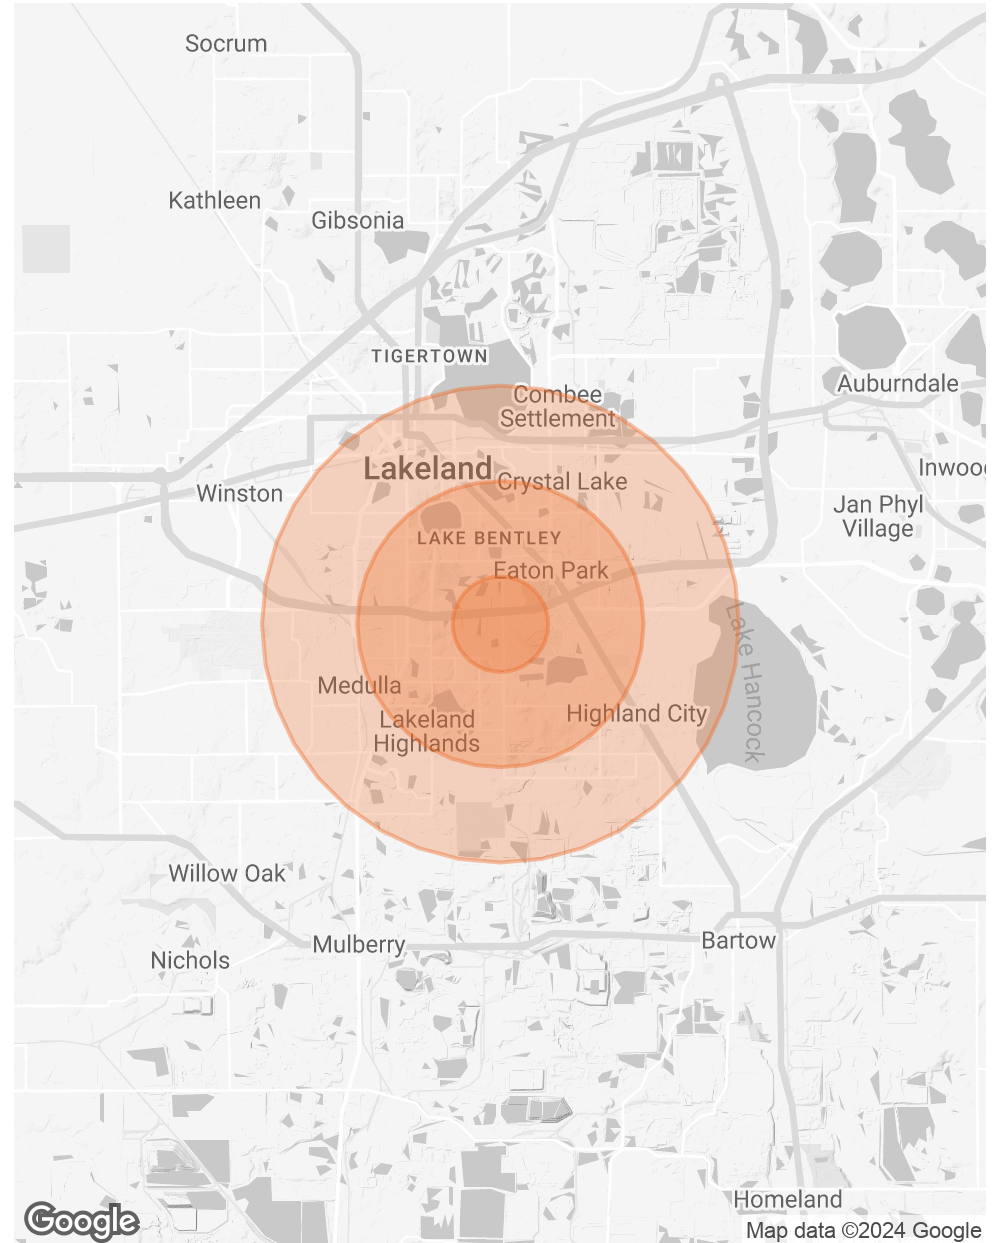 Socrum
Kathleen
Gibsonia
TIGERTOWN
Auburndale
Combee
Settlement
Lakeland
Crystal Lake
Inwoo
Winston
Jan Phyl
Village
LAKE BENTLEY
Eaton Park
Lake Hancock
Medulla
Highland City
Lakeland
Highlands
Willow Oak
Mulberry
Bartow
Nichols
Homeland
Google
Map data ©2024 Google